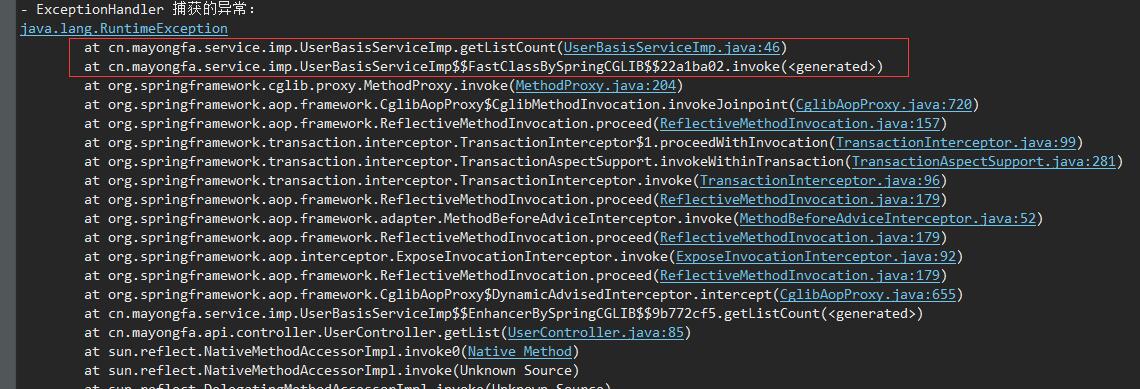 - ExceptionHandler 捕获的异常：
java.lang.RuntimeException
at cn.mayongfa.service.imp.UserBasisServiceImp.getListCount(UserBasisServiceImp.java:46)
at cn.mayongfa.service.imp.UserBasisServiceImp$$FastClassBySpringCGLIB$$22a1ba02.invoke(<generated>)
at org.springframework.cglib.proxy.MethodProxy.invoke(MethodProxy.java:204)
at org.springframework.aop.framework.CglibAopProxy$CglibMethodInvocation.invokeJoinpoint(CglibAopProxy.java:720)
at org.springframework.aop.framework.ReflectiveMethodInvocation.proceed(ReflectiveMethodInvocation.java:157)
at org.springframework.transaction.interceptor.TransactionInterceptor$1.proceedWithInvocation(TransactionInterceptor.java:99)
at org.springframework.transaction.interceptor.TransactionAspectSupport.invokeWithinTransaction(TransactionAspectSupport.java:281)
at org.springframework.transaction.interceptor.TransactionInterceptor.invoke(TransactionInterceptor.java:96)
at org.springframework.aop.framework.ReflectiveMethodInvocation.proceed(ReflectiveMethodInvocation.java:179)
at org.springframework.aop.framework.adapter.MethodBeforeAdviceInterceptor.invoke(MethodBeforeAdviceInterceptor.java:52)
at org.springframework.aop.framework.ReflectiveMethodInvocation.proceed(ReflectiveMethodInvocation.java:179)
at org.springframework.aop.interceptor.ExposeInvocationInterceptor.invoke(ExposeInvocationInterceptor.java:92)
at org.springframework.aop.framework.ReflectiveMethodInvocation.proceed(ReflectiveMethodInvocation.java:179)
at org.springframework.aop.framework.CglibAopProxy$DynamicAdvisedInterceptor.intercept(CglibAopProxy.java:655)
at cn.mayongfa.service.imp.UserBasisServiceImp$$EnhancerBySpringCGLIB$$9b772cf5.getListCount(<generated>)
at cn.mayongfa.api.controller.UserController.getList(UserController.java:85)
at sun.reflect.NativeMethodAccessorImpl.invoke0(Native Method)
at sun.reflect.NativeMethodAccessorImpl.invoke(Unknown Source)
at sun.reflect.DelegatingMethodAccessorImpl.invoke(Unknown Source)